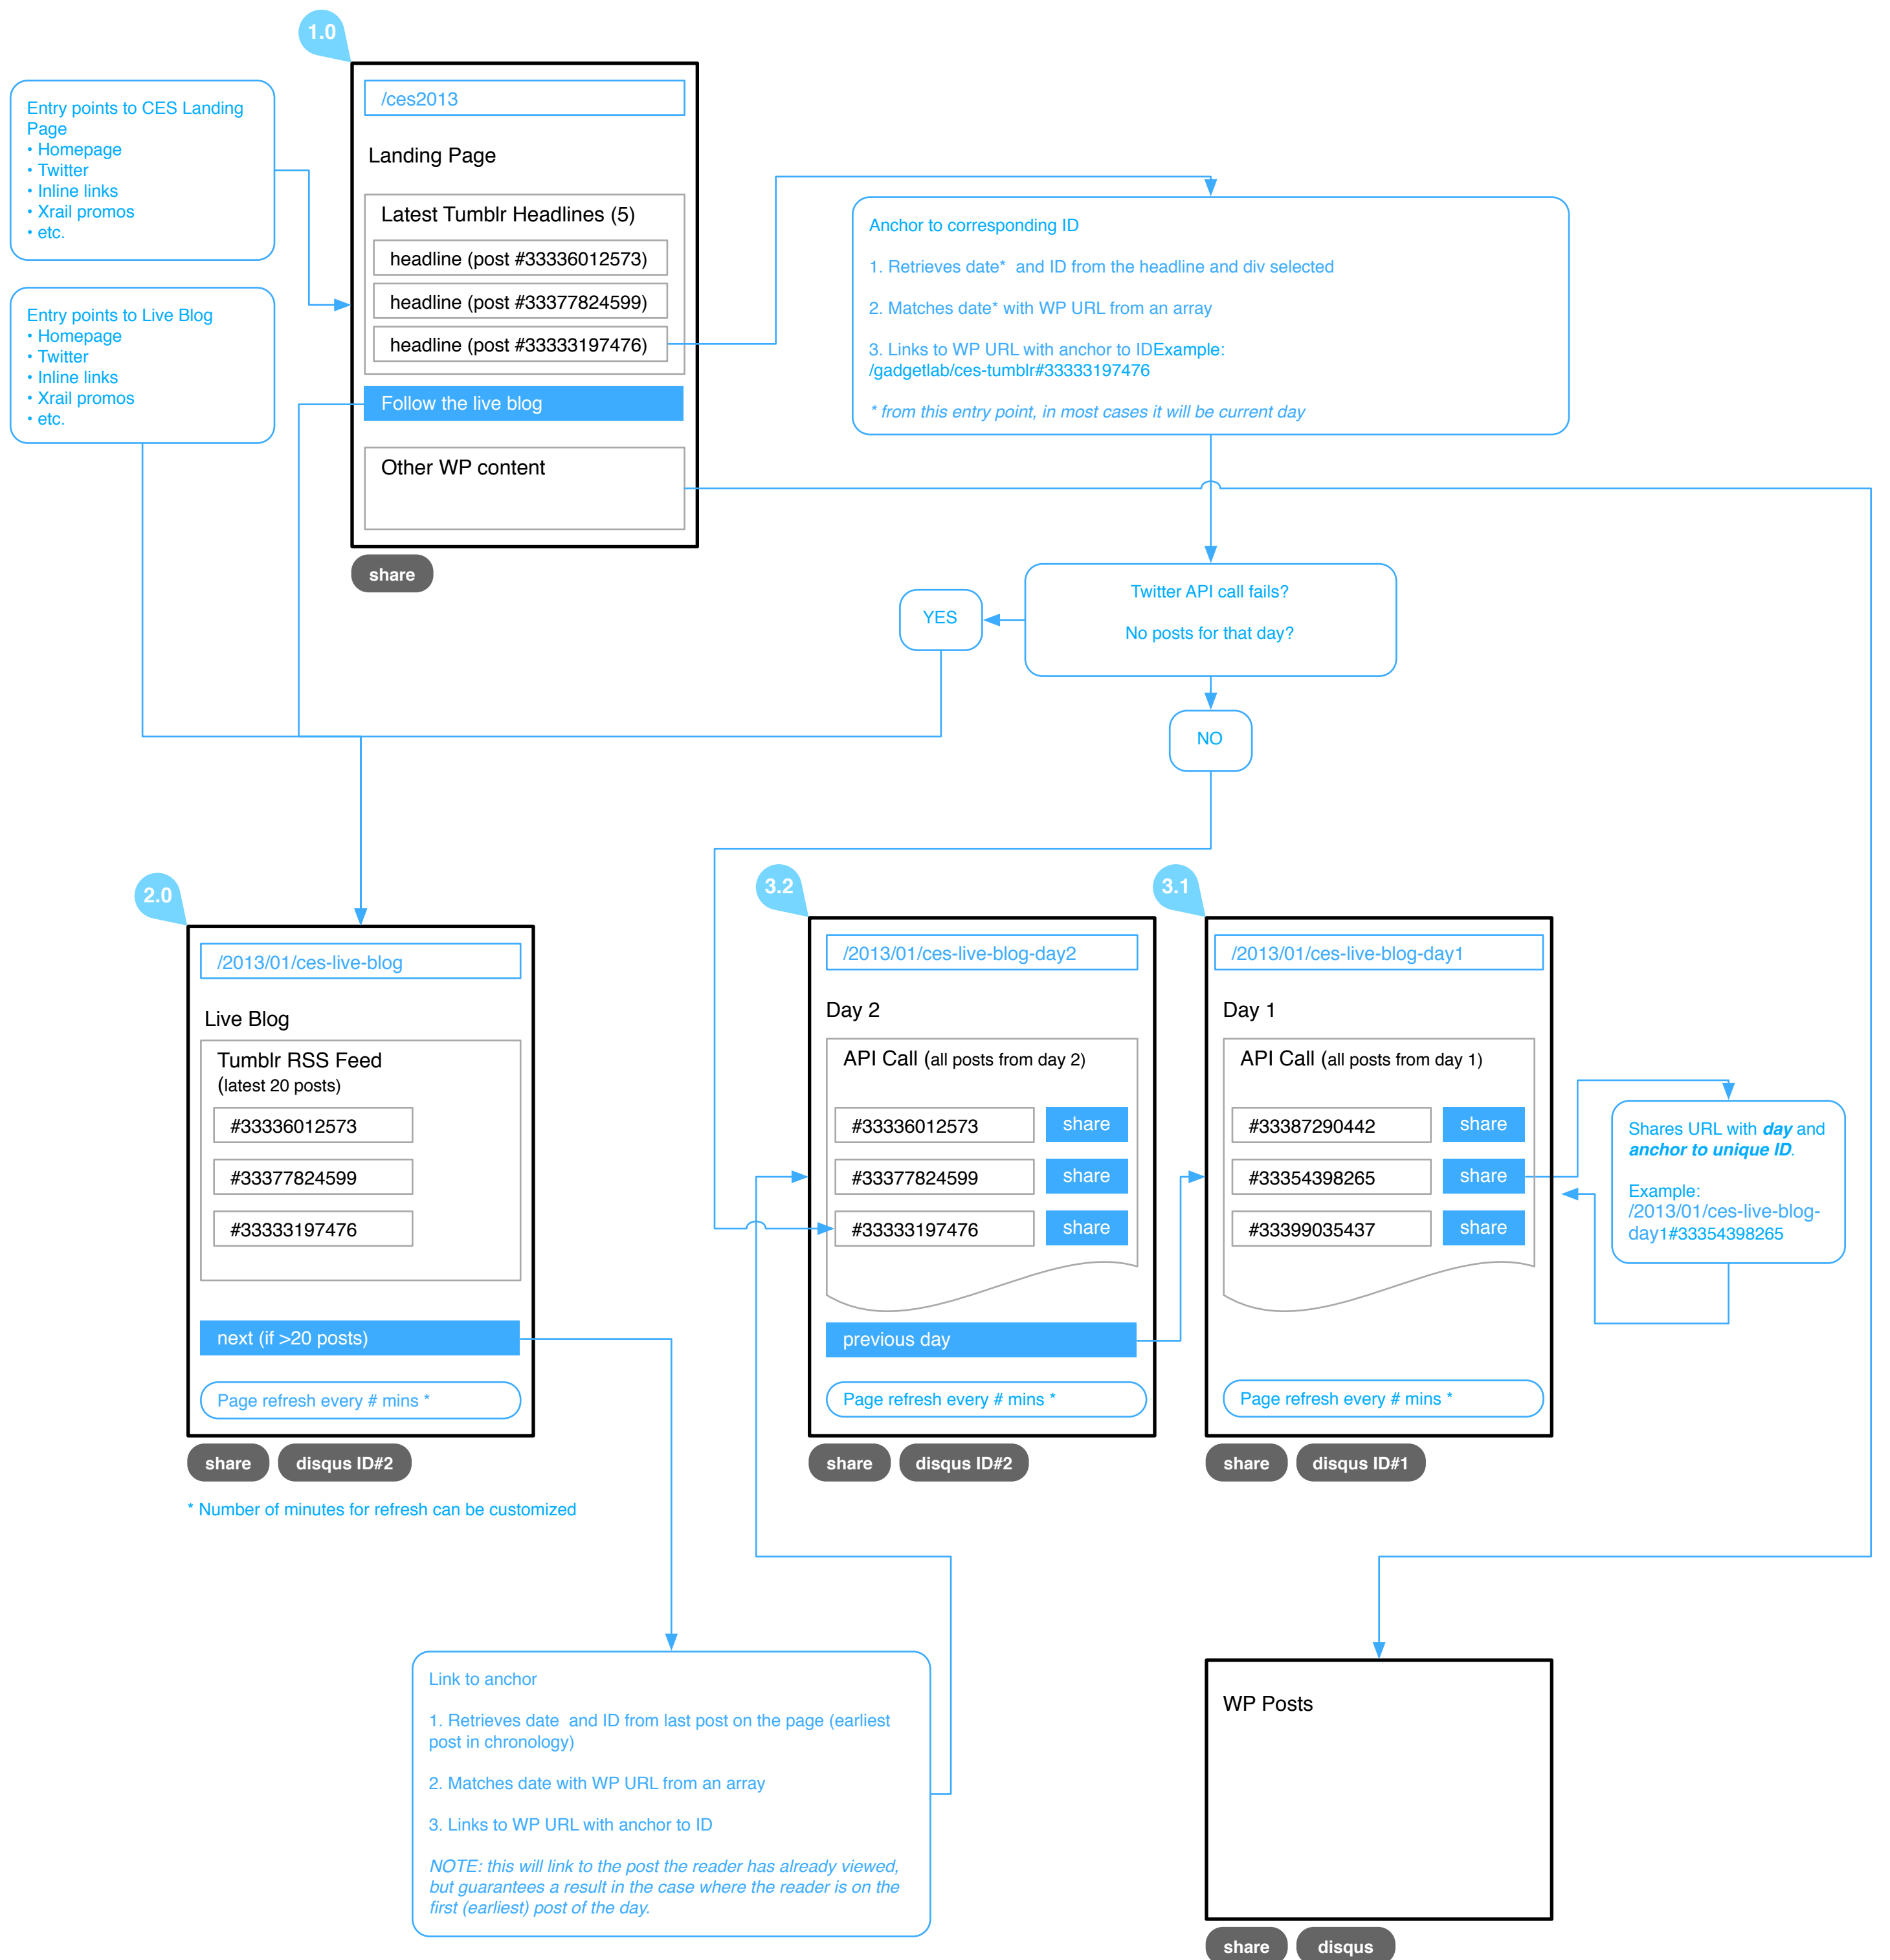 1.0
/ces2013
Landing Page
Latest Tumblr Headlines (5)
headline (post #33336012573)
headline (post #33377824599)
headline (post #33333197476)
Follow the live blog
Other WP content
share
Entry points to CES Landing
Page
• Homepage
• Twitter
• Inline links
• Xrail promos
• etc.
Entry points to Live Blog
• Homepage
• Twitter
• Inline links
• Xrail promos
• etc.
Anchor to corresponding ID
1. Retrieves date*  and ID from the headline and div selected
2. Matches date* with WP URL from an array
3. Links to WP URL with anchor to IDExample:
/gadgetlab/ces-tumblr#33333197476
* from this entry point, in most cases it will be current day
Twitter API call fails?
No posts for that day?
YES
NO
2.0
/2013/01/ces-live-blog
Live Blog
Tumblr RSS Feed
(latest 20 posts)
#33336012573
#33377824599
#33333197476
next (if >20 posts)
Page refresh every # mins *
share
disqus ID#2
* Number of minutes for refresh can be customized
3.2
/2013/01/ces-live-blog-day2
Day 2
API Call (all posts from day 2)
#33336012573
share
#33377824599
share
#33333197476
share
previous day
Page refresh every # mins *
share
disqus ID#2
3.1
/2013/01/ces-live-blog-day1
Day 1
API Call (all posts from day 1)
#33387290442
share
#33354398265
share
#33399035437
share
Page refresh every # mins *
share
disqus ID#1
Shares URL with day and
anchor to unique ID.
Example:
/2013/01/ces-live-blog-
day1#33354398265
Link to anchor
1. Retrieves date  and ID from last post on the page (earliest
post in chronology)
2. Matches date with WP URL from an array
3. Links to WP URL with anchor to ID
NOTE: this will link to the post the reader has already viewed,
but guarantees a result in the case where the reader is on the
first (earliest) post of the day.
WP Posts
share
disqus